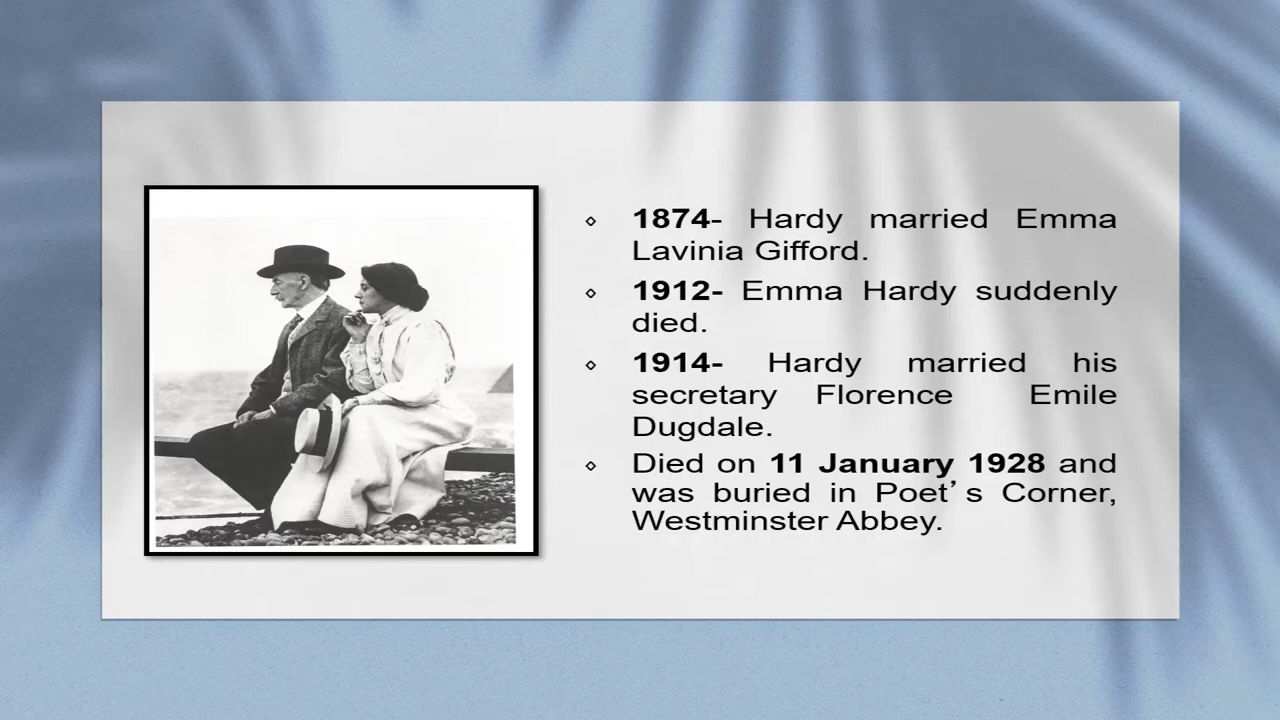 1874- Hardy married Emma
Lavinia Gifford.
1912- Emma Hardy suddenly
died.
1914- Hardy married his
secretary Florence Emile
Dugdale.
Died on 11 January 1928 and
was buried in Poet’s Corner,
Westminster Abbey.